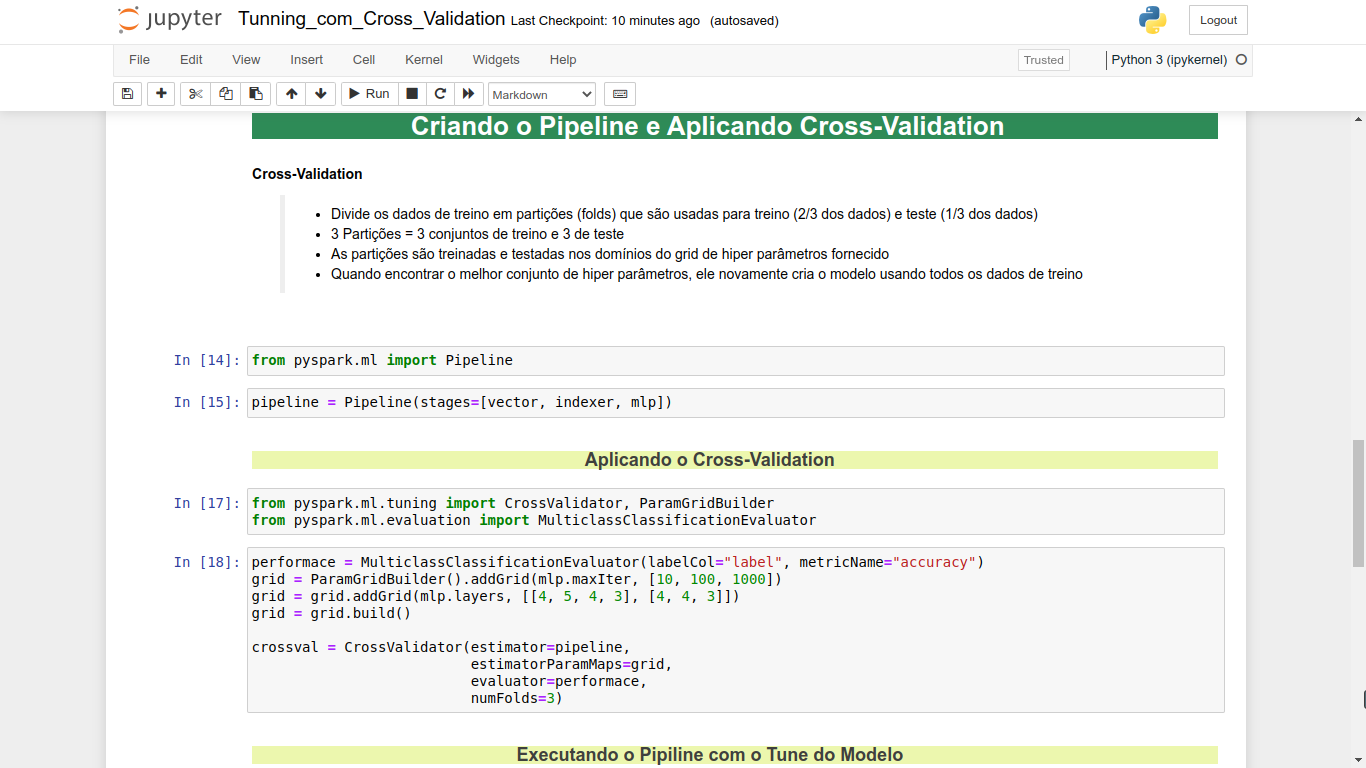 jupyter Tunning_com_Cross_Validation Last Checkpoint: 10 minutes ago (autosaved)
Logout
File Edit View Insert Cell Kernel Widgets Help
Trusted
Python 3 (ipykernel)
Run
Markdown
Criando o Pipeline e Aplicando Cross-Validation
Cross-Validation
• Divide os dados de treino em partições (folds) que são usadas para treino (2/3 dos dados) e teste (1/3 dos dados)
• 3 Partições = 3 conjuntos de treino e 3 de teste
• As partições são treinadas e testadas nos domínios do grid de hiper parâmetros fornecido
• Quando encontrar o melhor conjunto de hiper parâmetros, ele novamente cria o modelo usando todos os dados de treino
In [14]: from pyspark.ml import Pipeline
In [15]: pipeline = Pipeline(stages=[vector, indexer, mlp])
Aplicando o Cross-Validation
In [17]: from pyspark.ml.tuning import CrossValidator, ParamGridBuilder
from pyspark.ml.evaluation import MulticlassClassificationEvaluator
In [18]: performace = MulticlassClassificationEvaluator(labelCol="label", metricName="accuracy")
grid = ParamGridBuilder().addGrid(mlp.maxIter, [10, 100, 1000])
grid = grid.addGrid(mlp.layers, [[4, 5, 4, 3], [4, 4, 3]])
grid = grid.build()
crossval = CrossValidator(estimator=pipeline,
estimatorParamMaps=grid,
evaluator=performace,
numFolds=3)
Executando o Pipiline com o Tune do Modelo